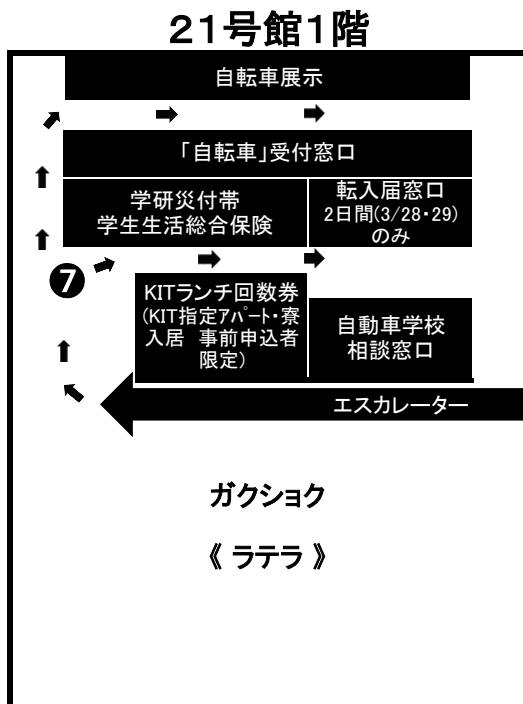 21号館1階
自転車展示
「自転車」受付窓口
学研災付帯
学生生活総合保険
転入届窓口
2日間(3/28・29)
のみ
❼
KITランチ回数券
(KIT指定アパート・寮
入居　事前申込者
限定)
自動車学校
相談窓口
エスカレーター
ガクショク
《 ラテラ 》